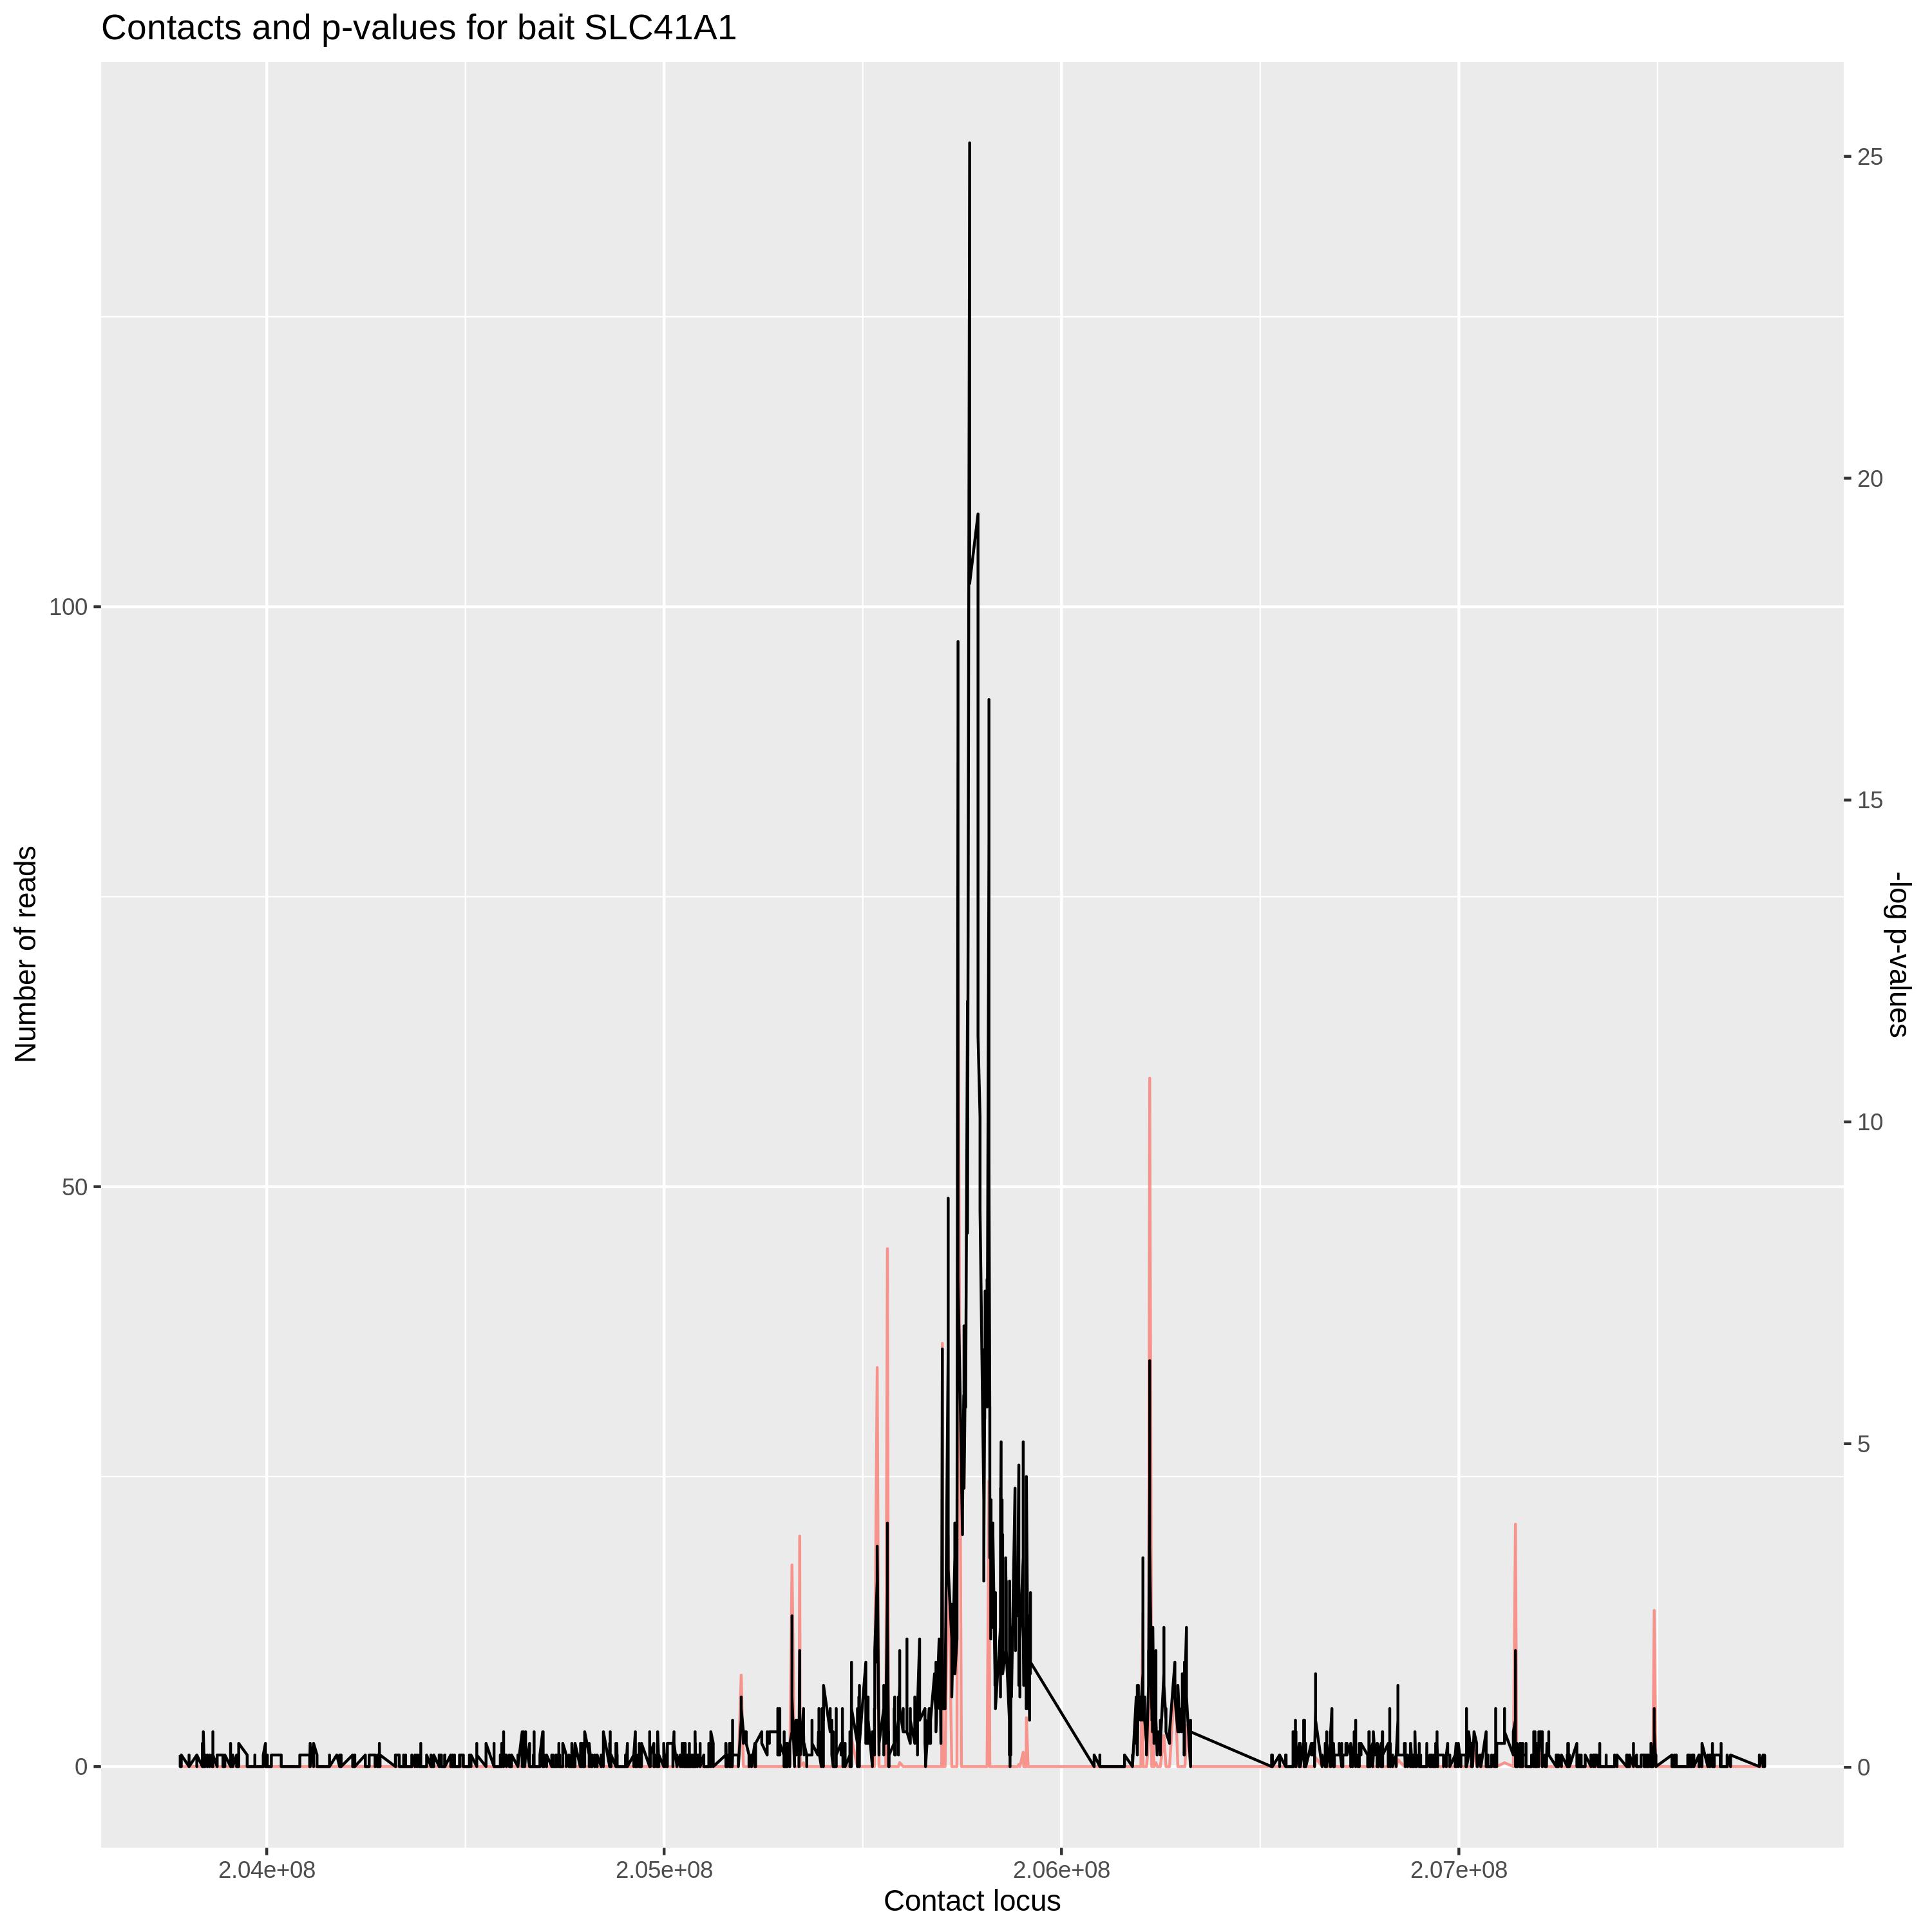 Contacts and p-values for bait SLC41A1
Number of reads
100
50
0
25
20
15
10
5
0
-log p-values
2.04e+08
2.05e+08
2.06e+08
2.07e+08
Contact locus